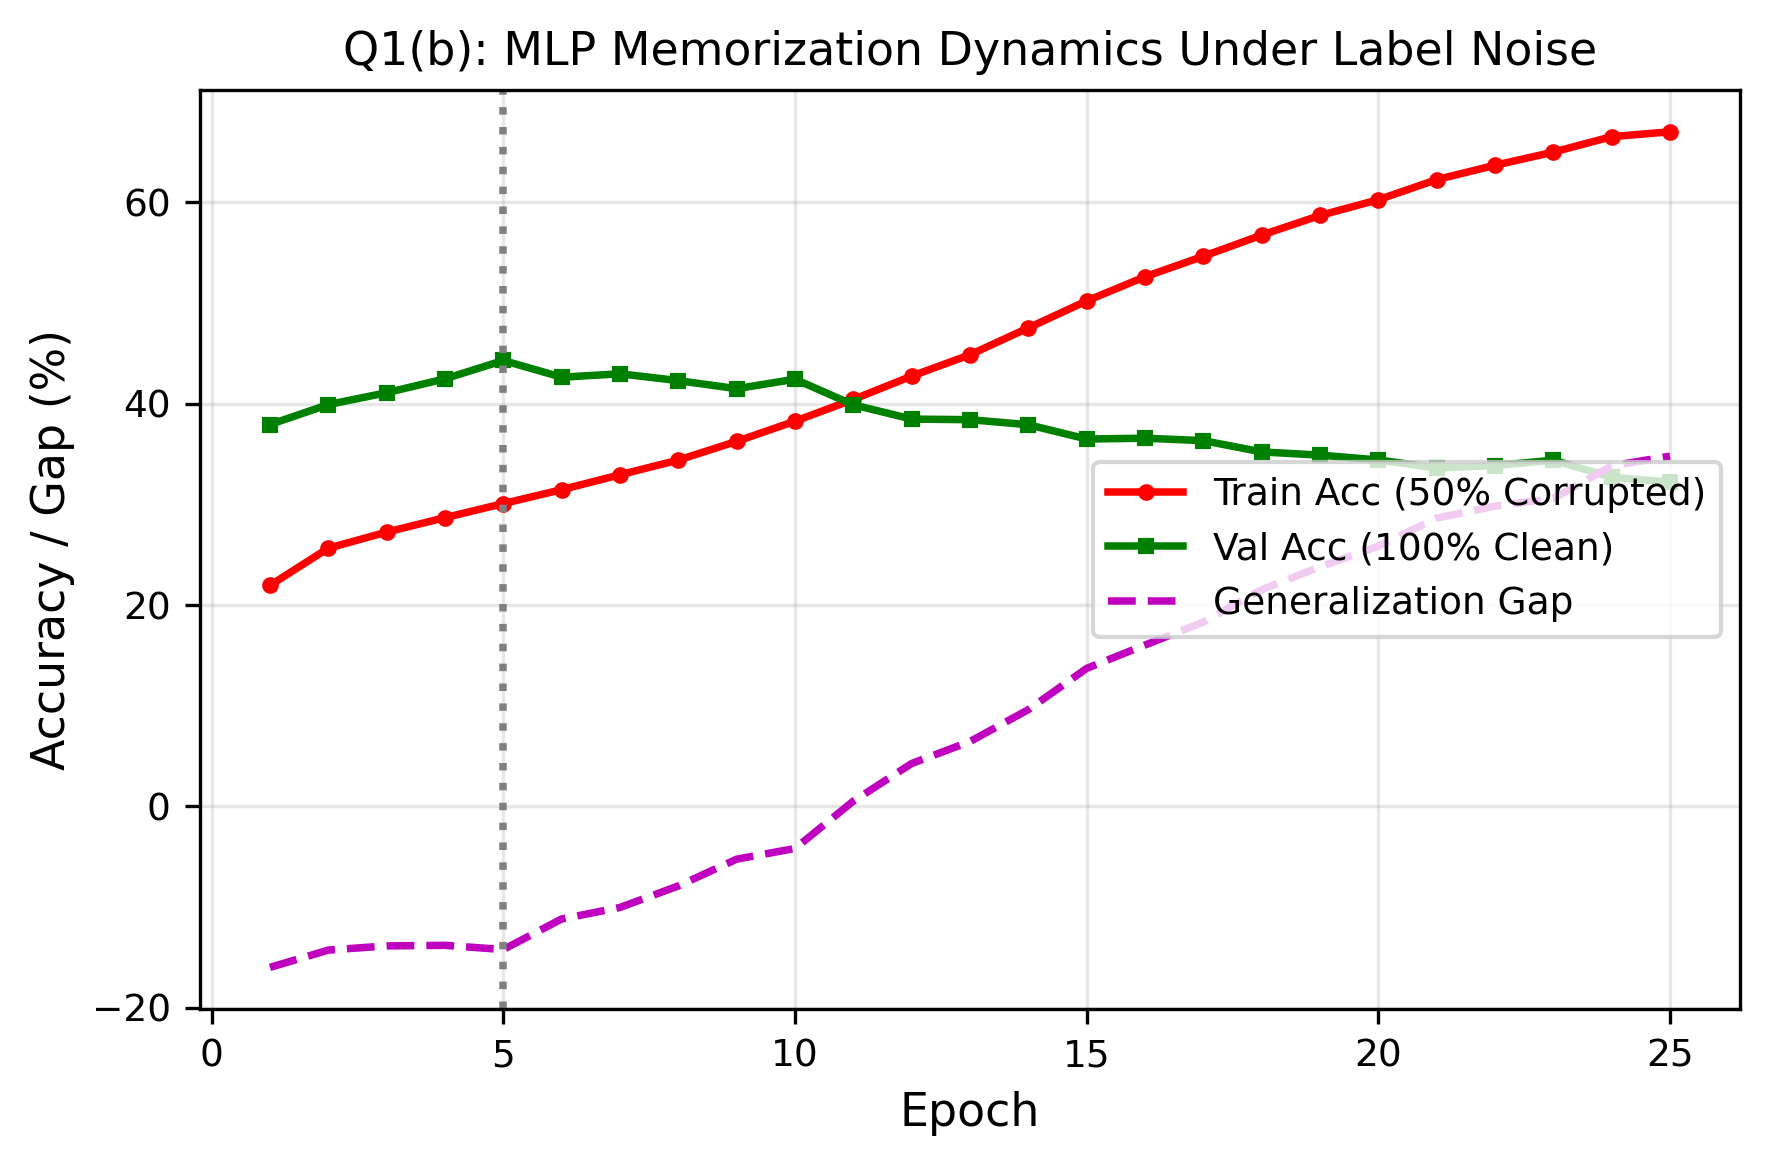 Q1(b): MLP Memorization Dynamics Under Label Noise
Accuracy / Gap (%)
60
40
20
0
−20
Train Acc (50% Corrupted)
Val Acc (100% Clean)
Generalization Gap
0 5 10 15 20 25
Epoch